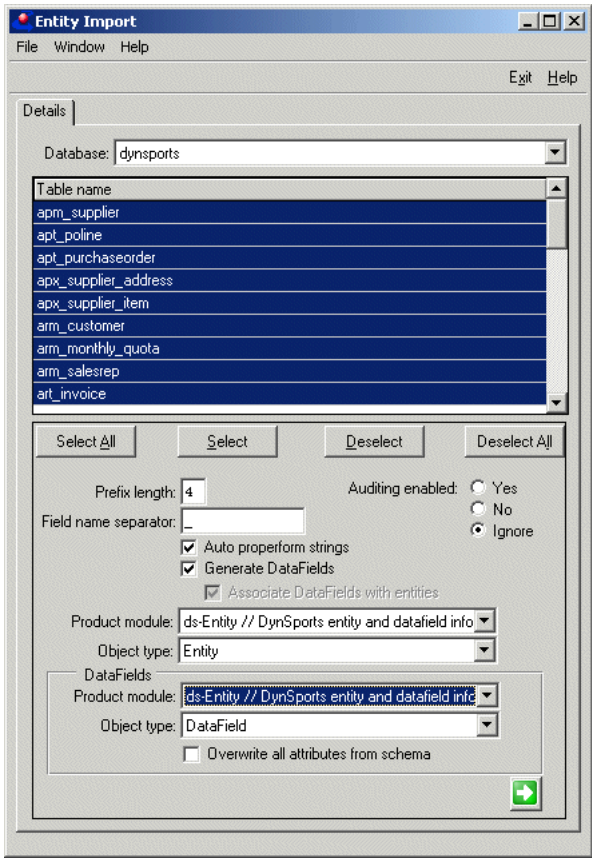 Entity Import
File Window Help
Exit Help
Details
Database: dynsports
Table name
apm_supplier
apt_poline
apt_purchaseorder
apx_supplier_address
apx_supplier_item
arm_customer
arm_monthly_quota
arm_salesrep
art_invoice
Select All Select Deselect Deselect All
Prefix length: 4 Auditing enabled: Yes
No
Field name separator: _ Ignore
Auto properform strings
Generate DataFields
Associate DataFields with entities
Product module: ds-Entity // DynSports entity and datafield info
Object type: Entity
DataFields
Product module: ds-Entity // DynSports entity and datafield info
Object type: DataField
Overwrite all attributes from schema